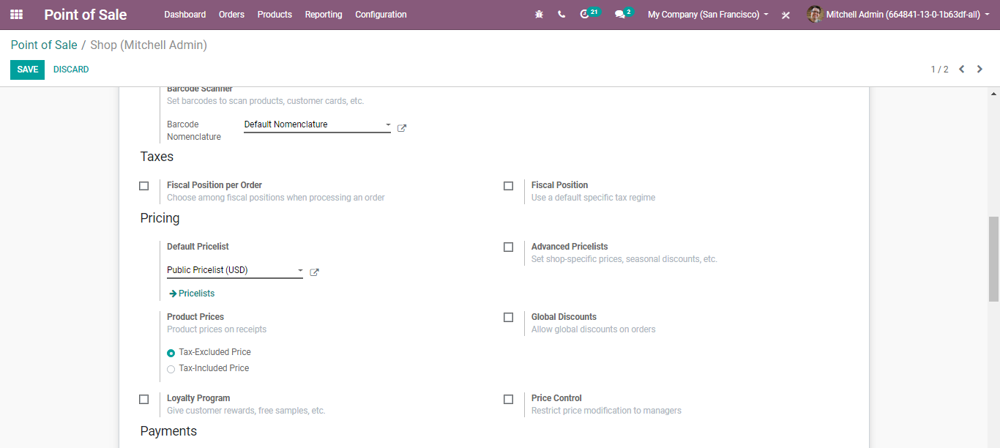 Point of Sale Dashboard Orders Products Reporting Configuration 21 2 My Company (San Francisco) Mitchell Admin (664841-13-0-1b63df-all)
Point of Sale / Shop (Mitchell Admin)
SAVE DISCARD 1 / 2
Barcode Scanner
Set barcodes to scan products, customer cards, etc.
Barcode Nomenclature Default Nomenclature
Taxes
Fiscal Position per Order Fiscal Position
Choose among fiscal positions when processing an order Use a default specific tax regime
Pricing
Default Pricelist Advanced Pricelists
Set shop-specific prices, seasonal discounts, etc.
Public Pricelist (USD)
Pricelists
Product Prices Global Discounts
Product prices on receipts Allow global discounts on orders
Tax-Excluded Price
Tax-Included Price
Loyalty Program Price Control
Give customer rewards, free samples, etc. Restrict price modification to managers
Payments